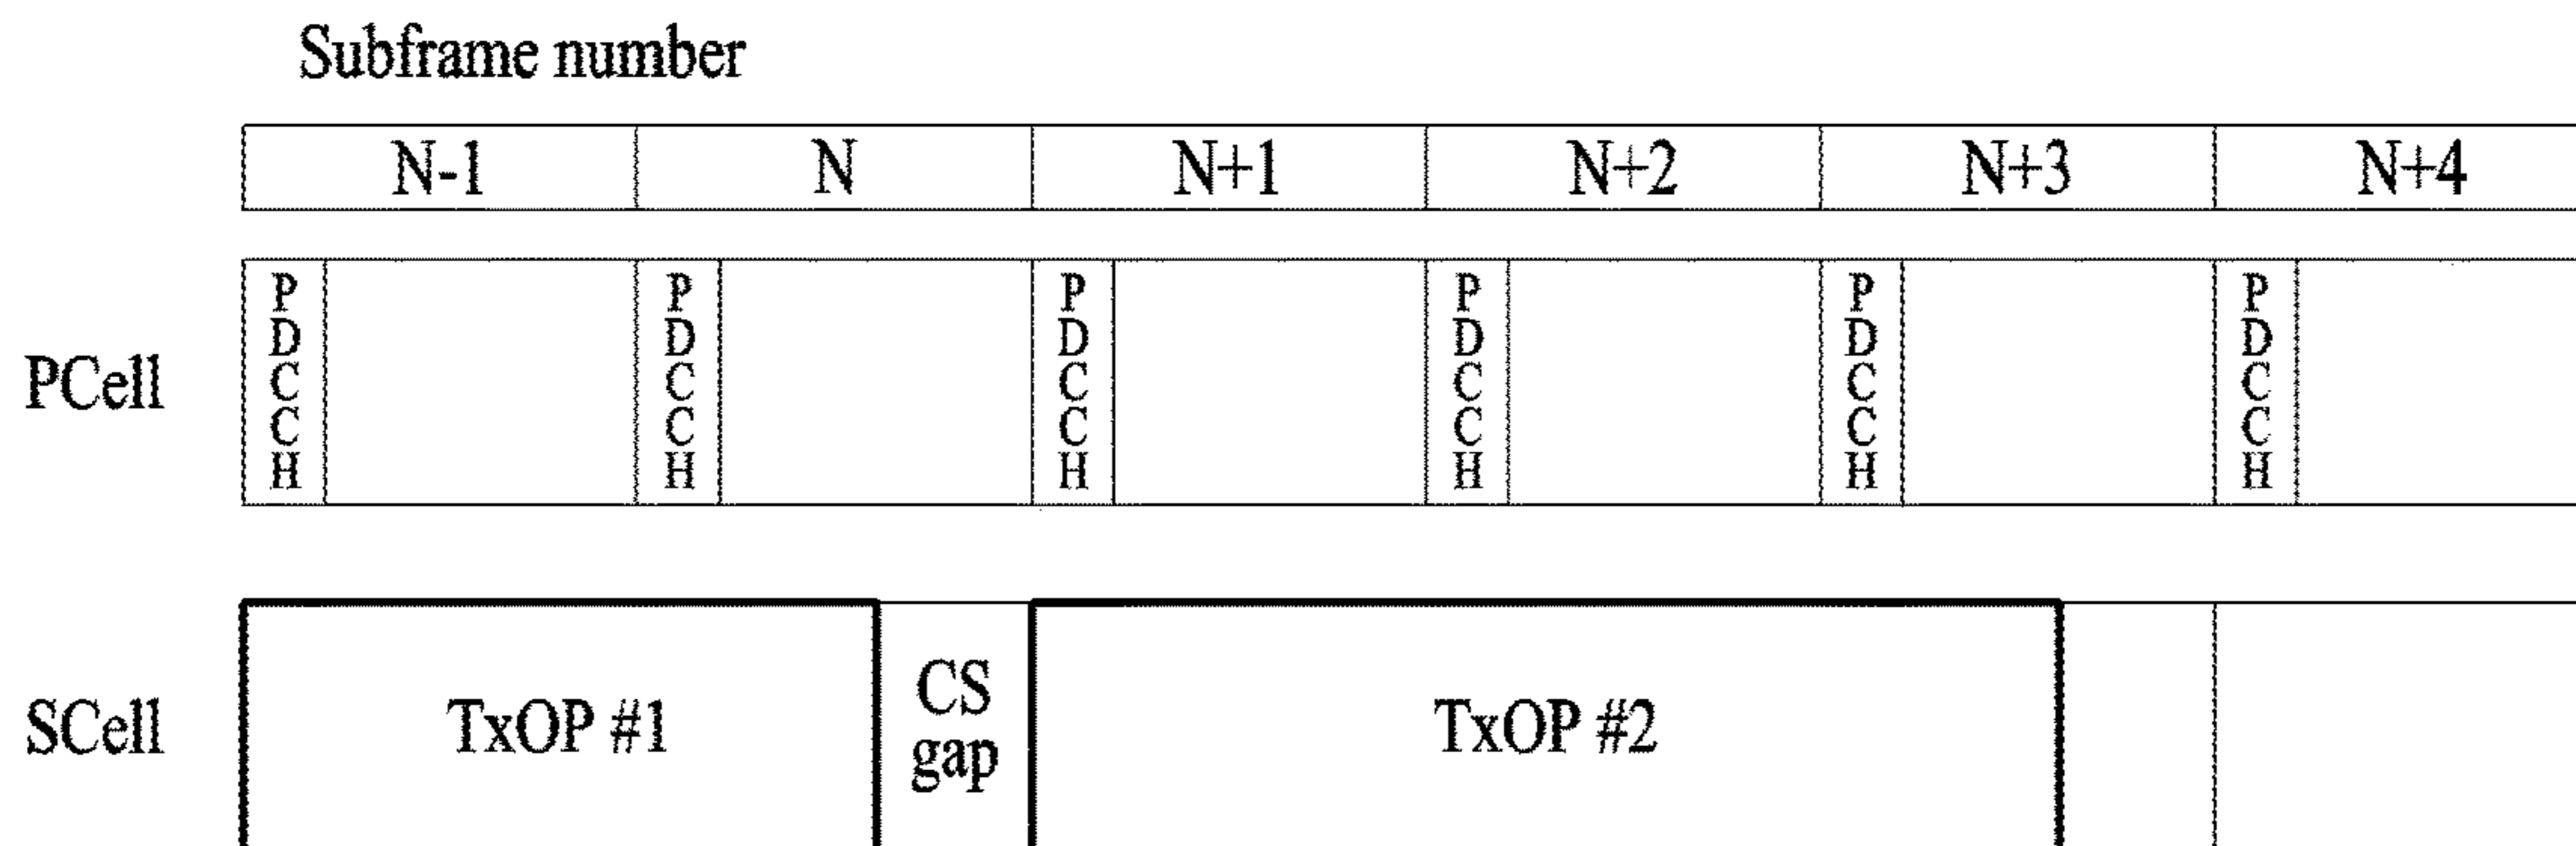 Subframe number
N-1 N N+1 N+2 N+3 N+4
PCell
PDCCH PDCCH PDCCH PDCCH PDCCH PDCCH
SCell
TxOP #1
CS
gap
TxOP #2